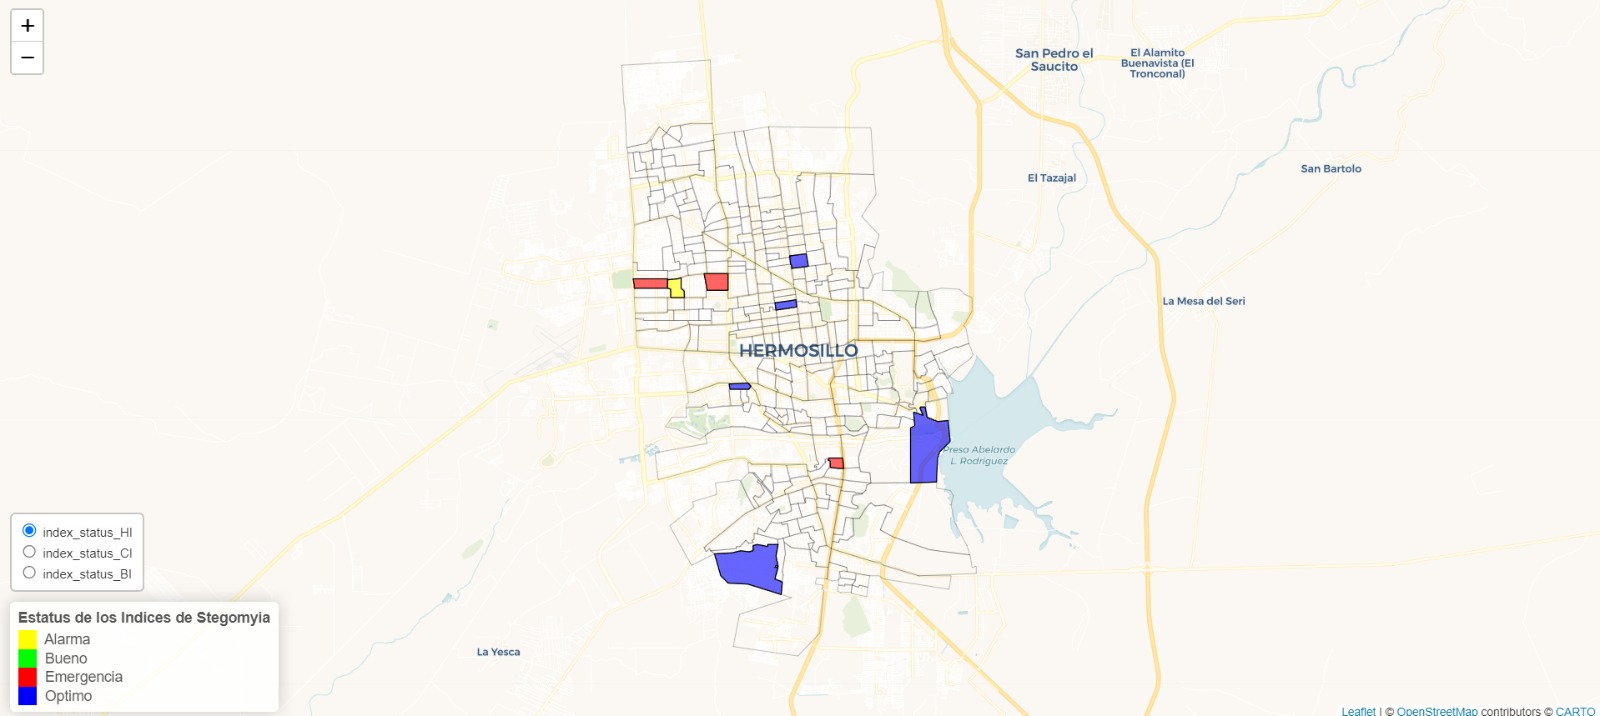 +
−
San Pedro el
Saucito
El Alamito
Buenavista (El
Tronconal)
San Bartolo
El Tazajal
La Mesa del Seri
HERMOSILLO
Presa Abelardo
L. Rodríguez
index_status_HI
index_status_CI
index_status_BI
Estatus de los Indices de Stegomyia
Alarma
Bueno
Emergencia
Optimo
La Yesca
Leaflet | © OpenStreetMap contributors © CARTO